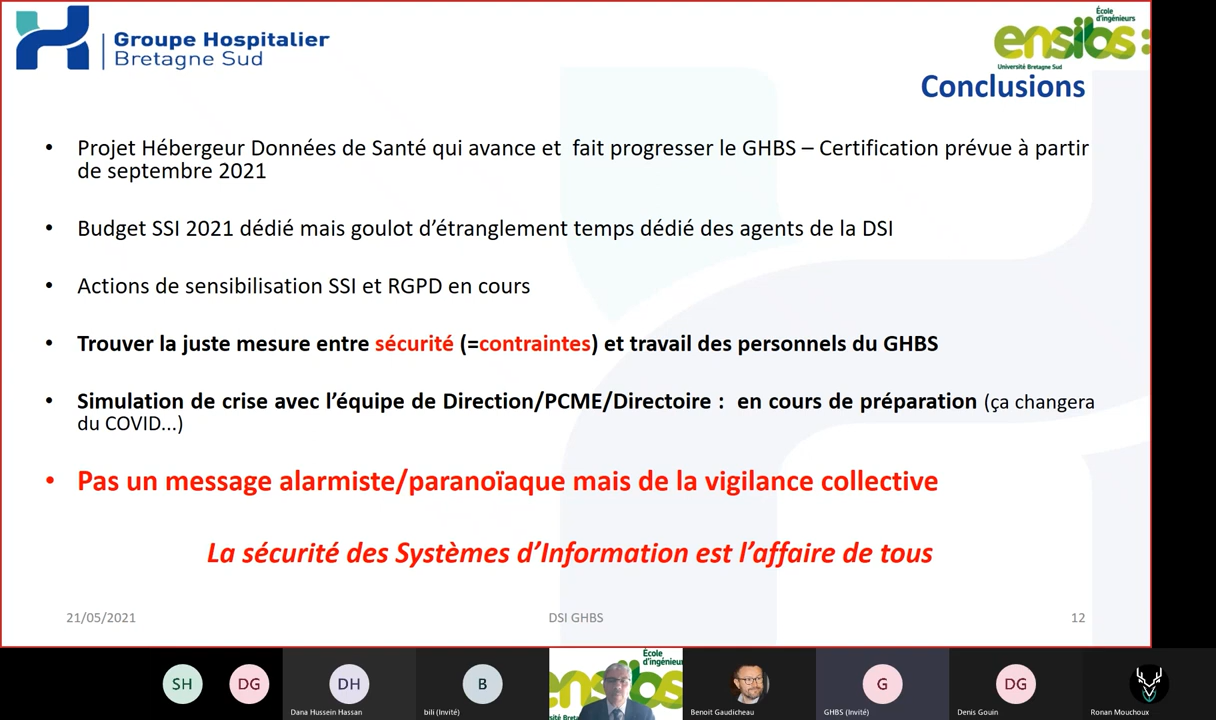 Groupe Hospitalier
Bretagne Sud
École
d'ingénieurs
ensibs
Université Bretagne Sud
Conclusions
• Projet Hébergeur Données de Santé qui avance et fait progresser le GHBS – Certification prévue à partir
de septembre 2021
• Budget SSI 2021 dédié mais goulot d’étranglement temps dédié des agents de la DSI
• Actions de sensibilisation SSI et RGPD en cours
• Trouver la juste mesure entre sécurité (=contraintes) et travail des personnels du GHBS
• Simulation de crise avec l’équipe de Direction/PCME/Directoire : en cours de préparation (ça changera
du COVID...)
• Pas un message alarmiste/paranoïaque mais de la vigilance collective
La sécurité des Systèmes d’Information est l’affaire de tous
21/05/2021
DSI GHBS
12
SH
DG
DH
Dana Hussein Hassan
B
bili (Invité)
École
d'ingénieurs
ensibs
Benoit Gaudicheau
G
GHBS (Invité)
DG
Denis Gouin
Ronan Mouchoux